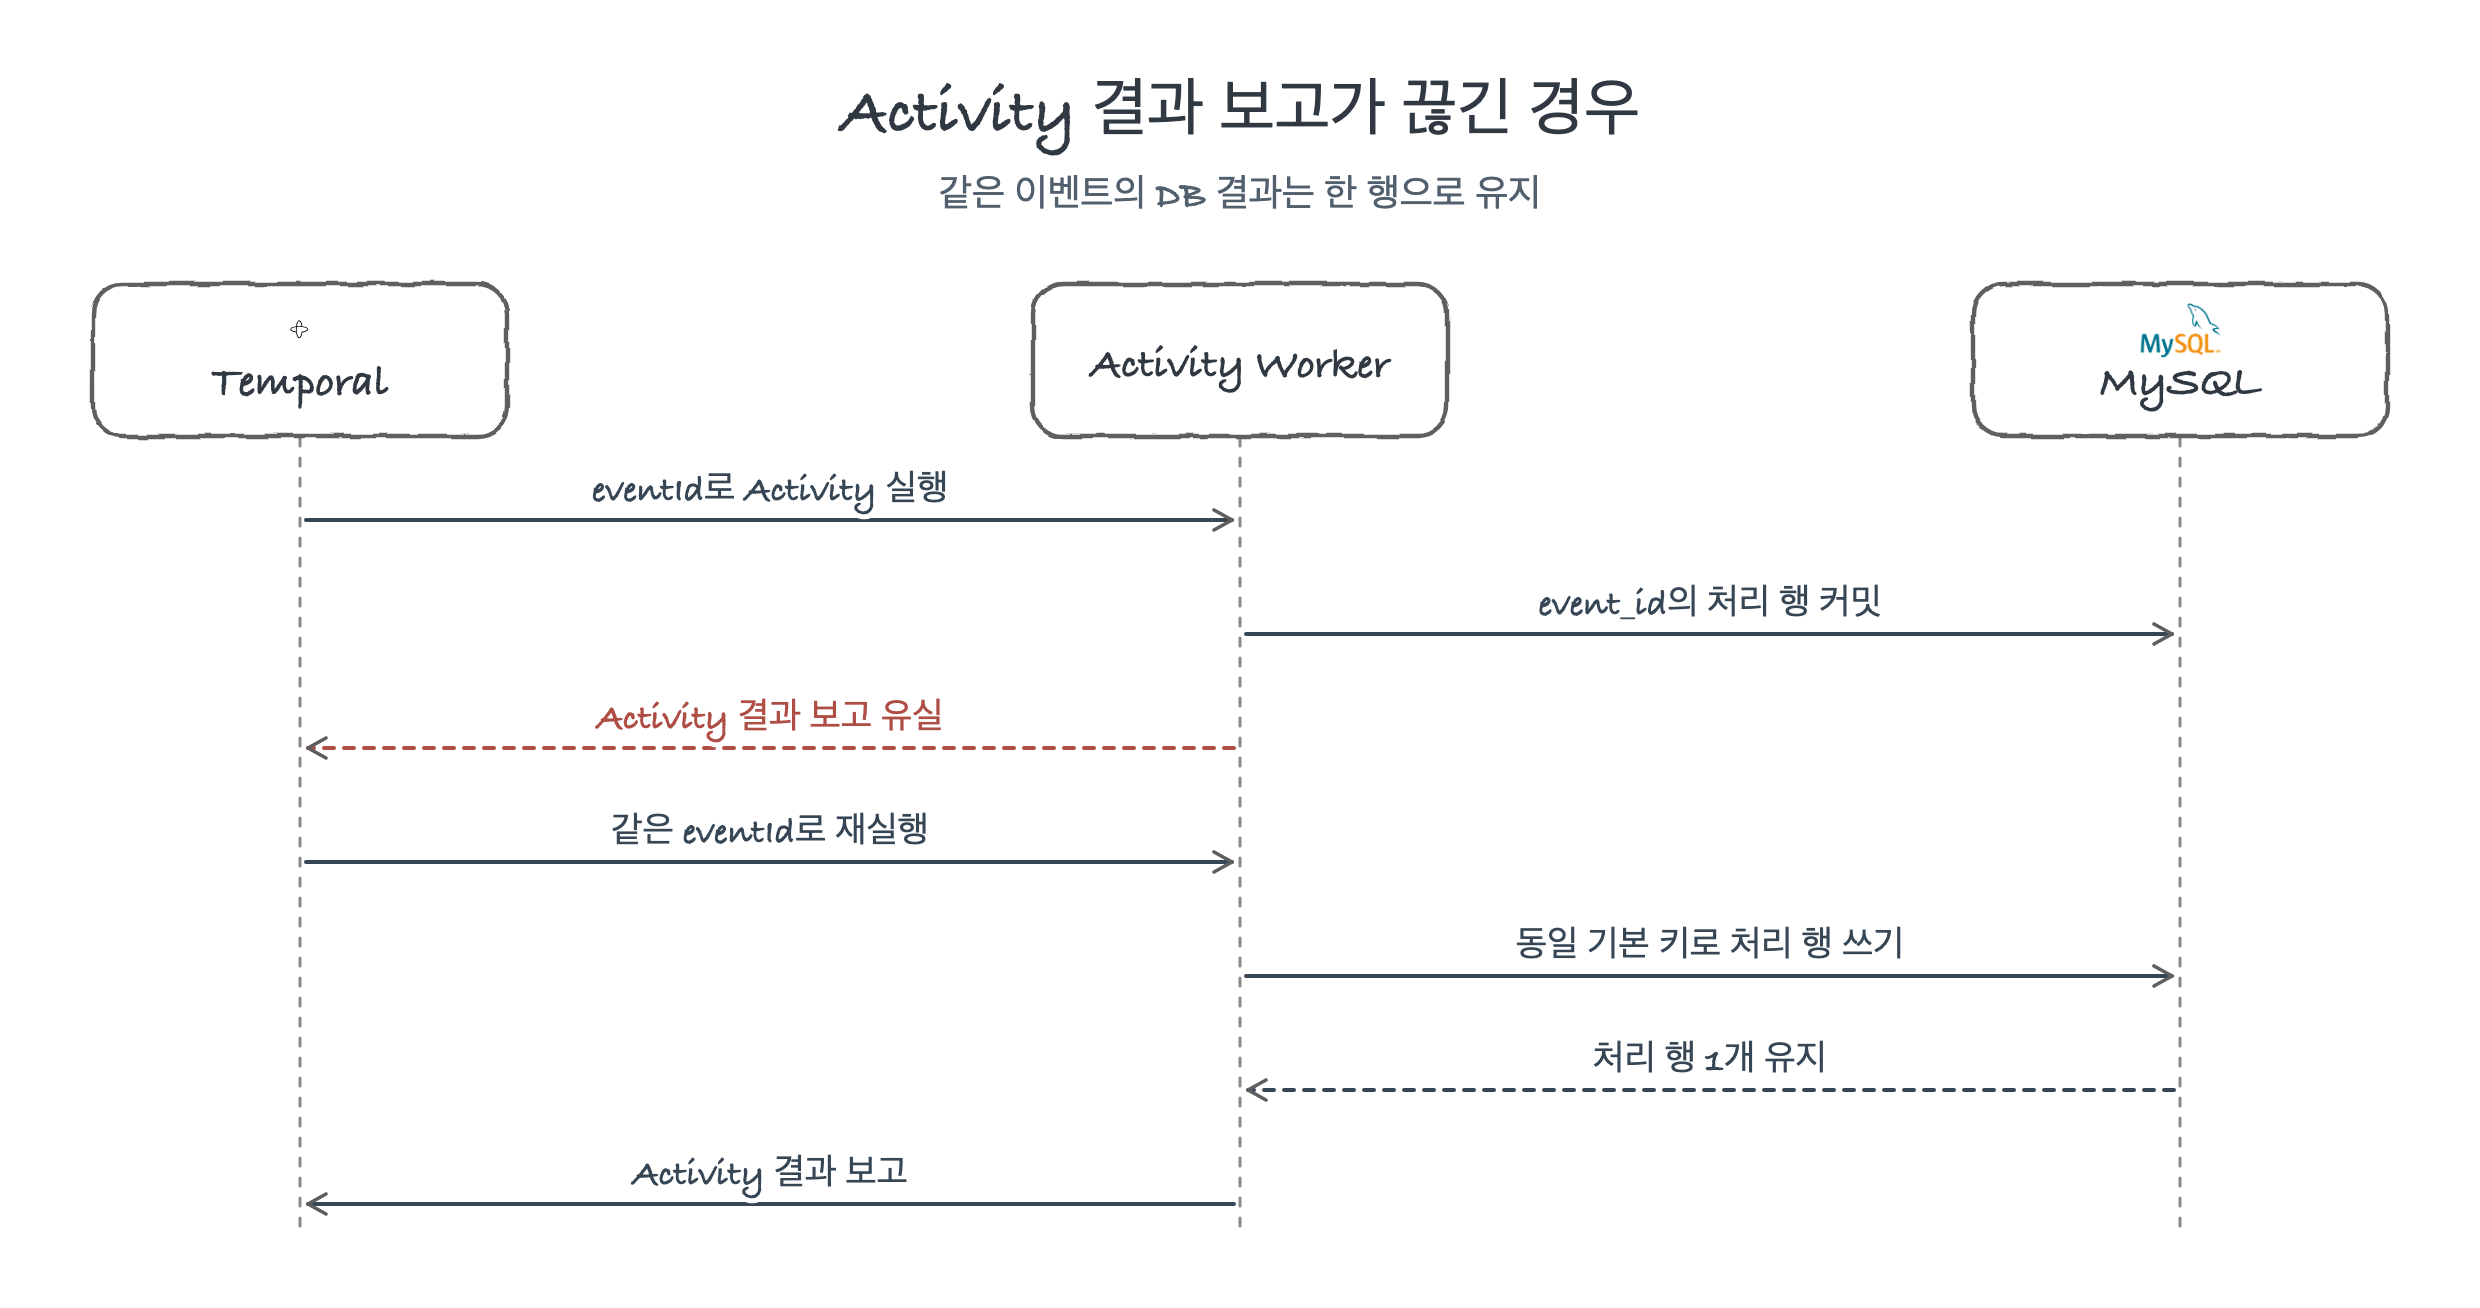 Activity 결과 보고가 끊긴 경우
같은 이벤트의 DB 결과는 한 행으로 유지
Temporal
Activity Worker
MySQL
MySQL
eventId로 Activity 실행
event_id의 처리 행 커밋
Activity 결과 보고 유실
같은 eventId로 재실행
동일 기본 키로 처리 행 쓰기
처리 행 1개 유지
Activity 결과 보고